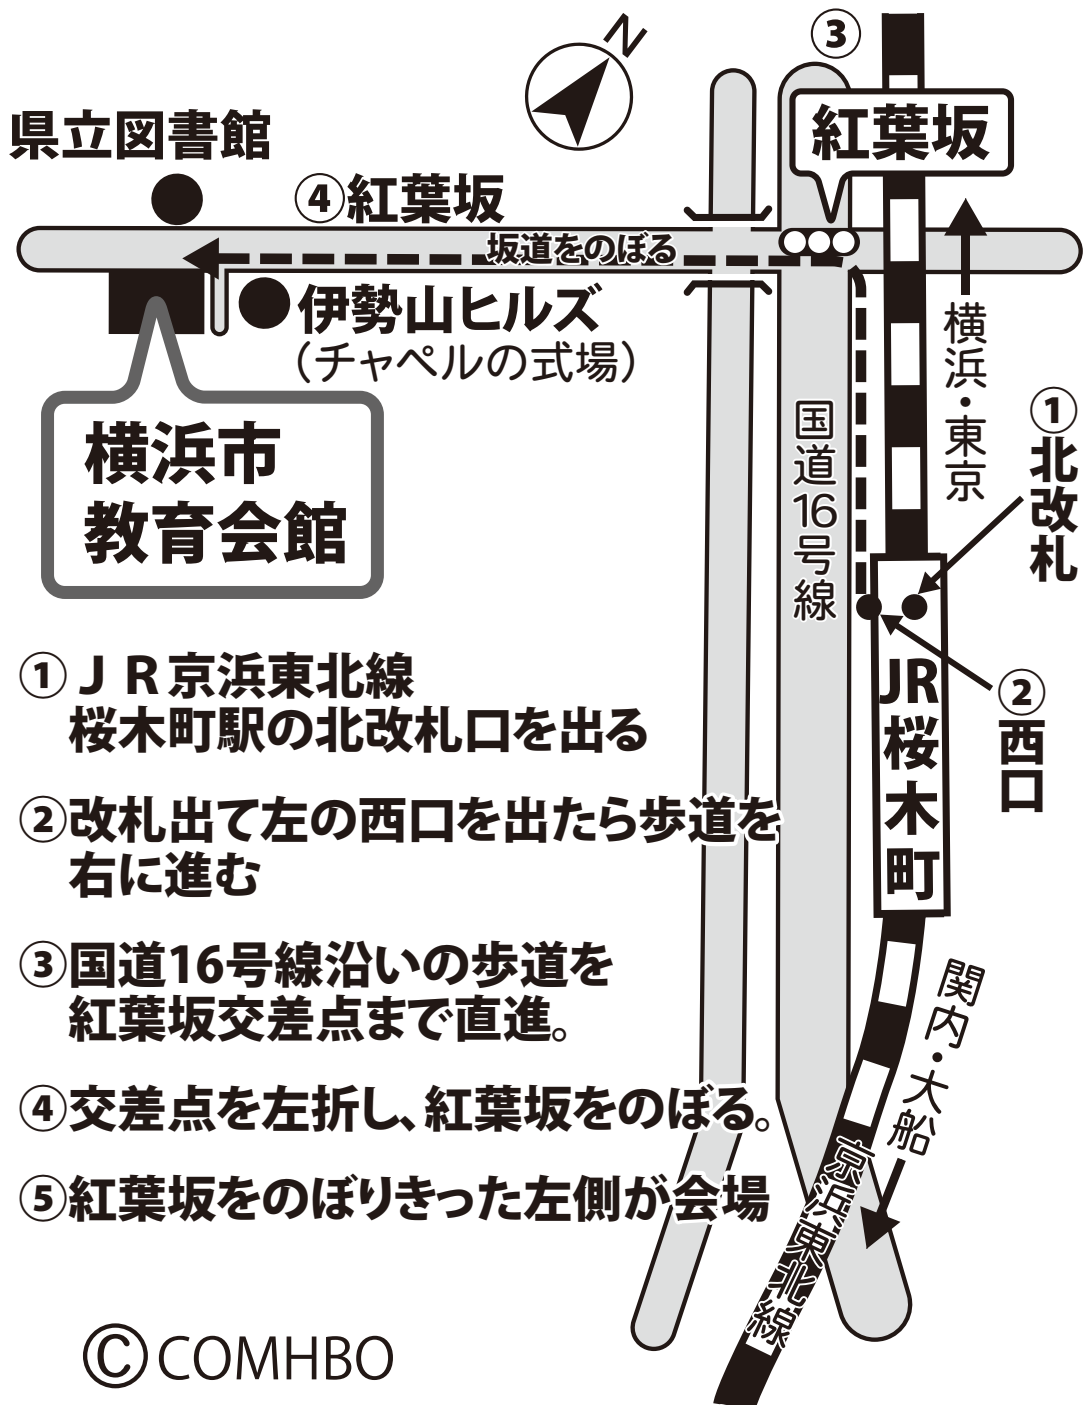 N
③
県立図書館
紅葉坂
④紅葉坂
坂道をのぼる
伊勢山ヒルズ
（チャペルの式場）
横浜・東京
①北改札
国道16号線
横浜市
教育会館
②西口
JR桜木町
①ＪＲ京浜東北線
桜木町駅の北改札口を出る
②改札出て左の西口を出たら歩道を
右に進む
③国道16号線沿いの歩道を
紅葉坂交差点まで直進。
④交差点を左折し、紅葉坂をのぼる。
⑤紅葉坂をのぼりきった左側が会場
関内・大船
京浜東北線
©COMHBO